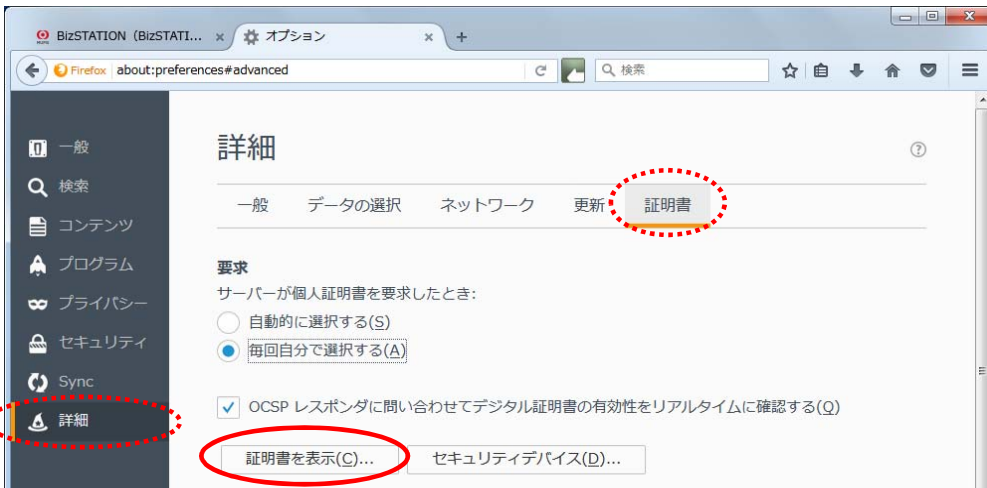 BizSTATION（BizSTATI... × オプション × +
Firefox about:preferences#advanced 検索
一般
検索
コンテンツ
プログラム
プライバシー
セキュリティ
Sync
詳細
詳細
一般 データの選択 ネットワーク 更新 証明書
要求
サーバーが個人証明書を要求したとき:
自動的に選択する(S)
毎回自分で選択する(A)
OCSP レスポンダに問い合わせてデジタル証明書の有効性をリアルタイムに確認する(Q)
証明書を表示(C)... セキュリティデバイス(D)...